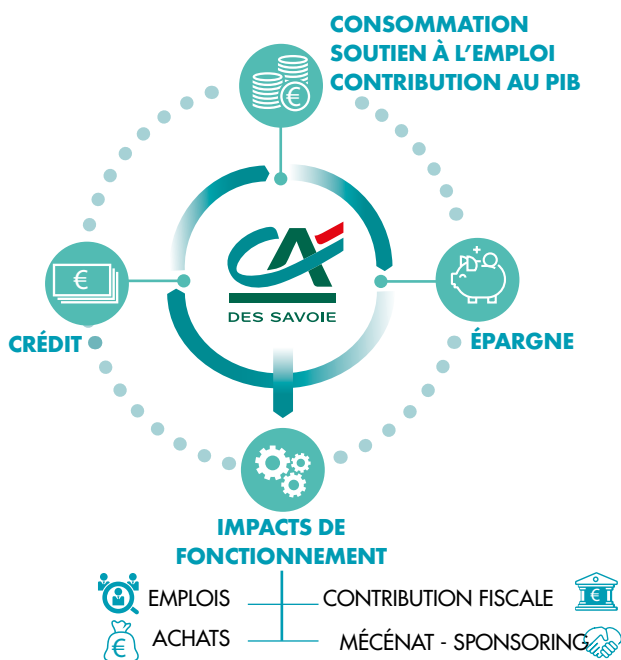 CONSOMMATION
SOUTIEN À L'EMPLOI
CONTRIBUTION AU PIB
€
€
CA
DES SAVOIE
CRÉDIT
ÉPARGNE
IMPACTS DE
FONCTIONNEMENT
EMPLOIS
CONTRIBUTION FISCALE
€
€
ACHATS
MÉCÉNAT - SPONSORING